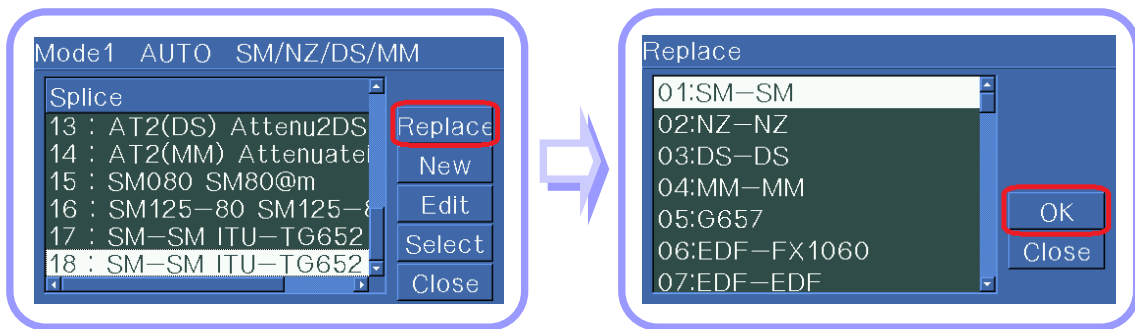 Mode1 AUTO SM/NZ/DS/MM
Splice
13 : AT2(DS) Attenu2DS
14 : AT2(MM)
15 : SM080 SM80@m
16 : SM125-80
17 : SM-SM ITU-TG652
18 : SM-SM ITU-TG652
Replace
New
Edit
Select
Close
Replace
01:SM-SM
02:NZ-NZ
03:DS-DS
04:MM-MM
05:G657
06:EDF-FX1060
07:EDF-EDF
OK
Close